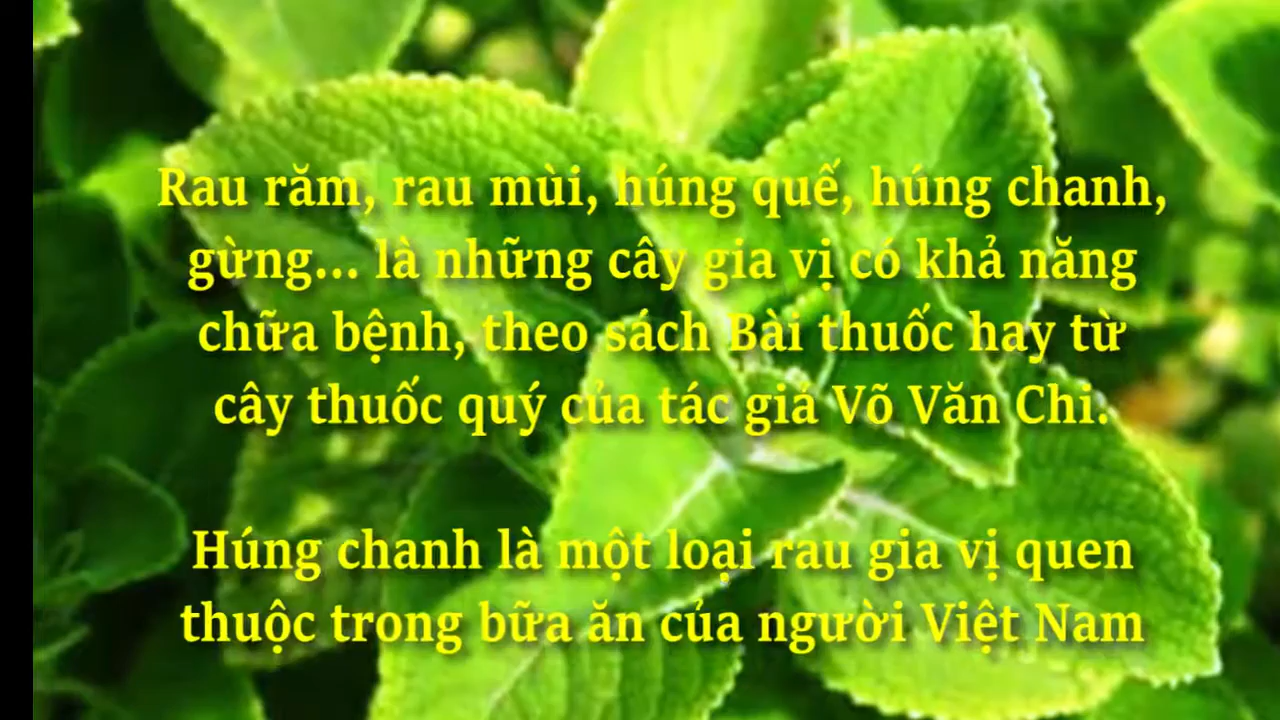 Rau răm, rau mùi, húng quế, húng chanh,
gừng... là những cây gia vị có khả năng
chữa bệnh, theo sách Bài thuốc hay từ
cây thuốc quý của tác giả Võ Văn Chi.
Húng chanh là một loại rau gia vị quen
thuộc trong bữa ăn của người Việt Nam